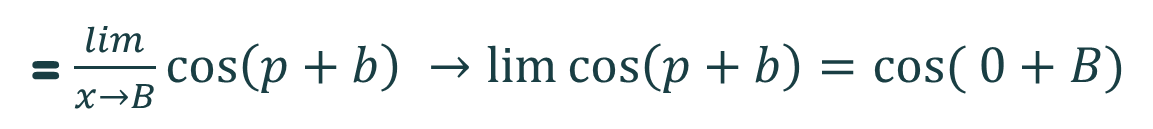 = lim/x→B cos(p + b) → lim cos(p + b) = cos( 0 + B)